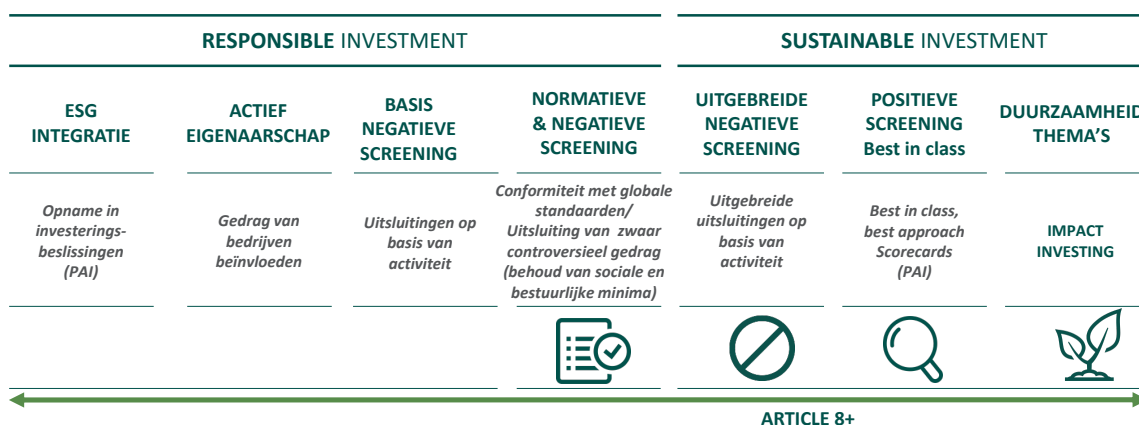 RESPONSIBLE INVESTMENT
SUSTAINABLE INVESTMENT
ESG
INTEGRATIE
ACTIEF
EIGENAARSCHAP
BASIS
NEGATIEVE
SCREENING
NORMATIEVE
& NEGATIEVE
SCREENING
UITGEBREIDE
NEGATIEVE
SCREENING
POSITIEVE
SCREENING
Best in class
DUURZAAMHEID
THEMA'S
Opname in
investerings-
beslissingen
(PAI)
Gedrag van
bedrijven
beïnvloeden
Uitsluitingen op
basis van
activiteit
Conformiteit met globale
standaarden/
Uitsluiting van zwaar
controversieel gedrag
(behoud van sociale en
bestuurlijke minima)
Uitgebreide
uitsluitingen op
basis van
activiteit
Best in class,
best approach
Scorecards
(PAI)
IMPACT
INVESTING
ARTICLE 8+